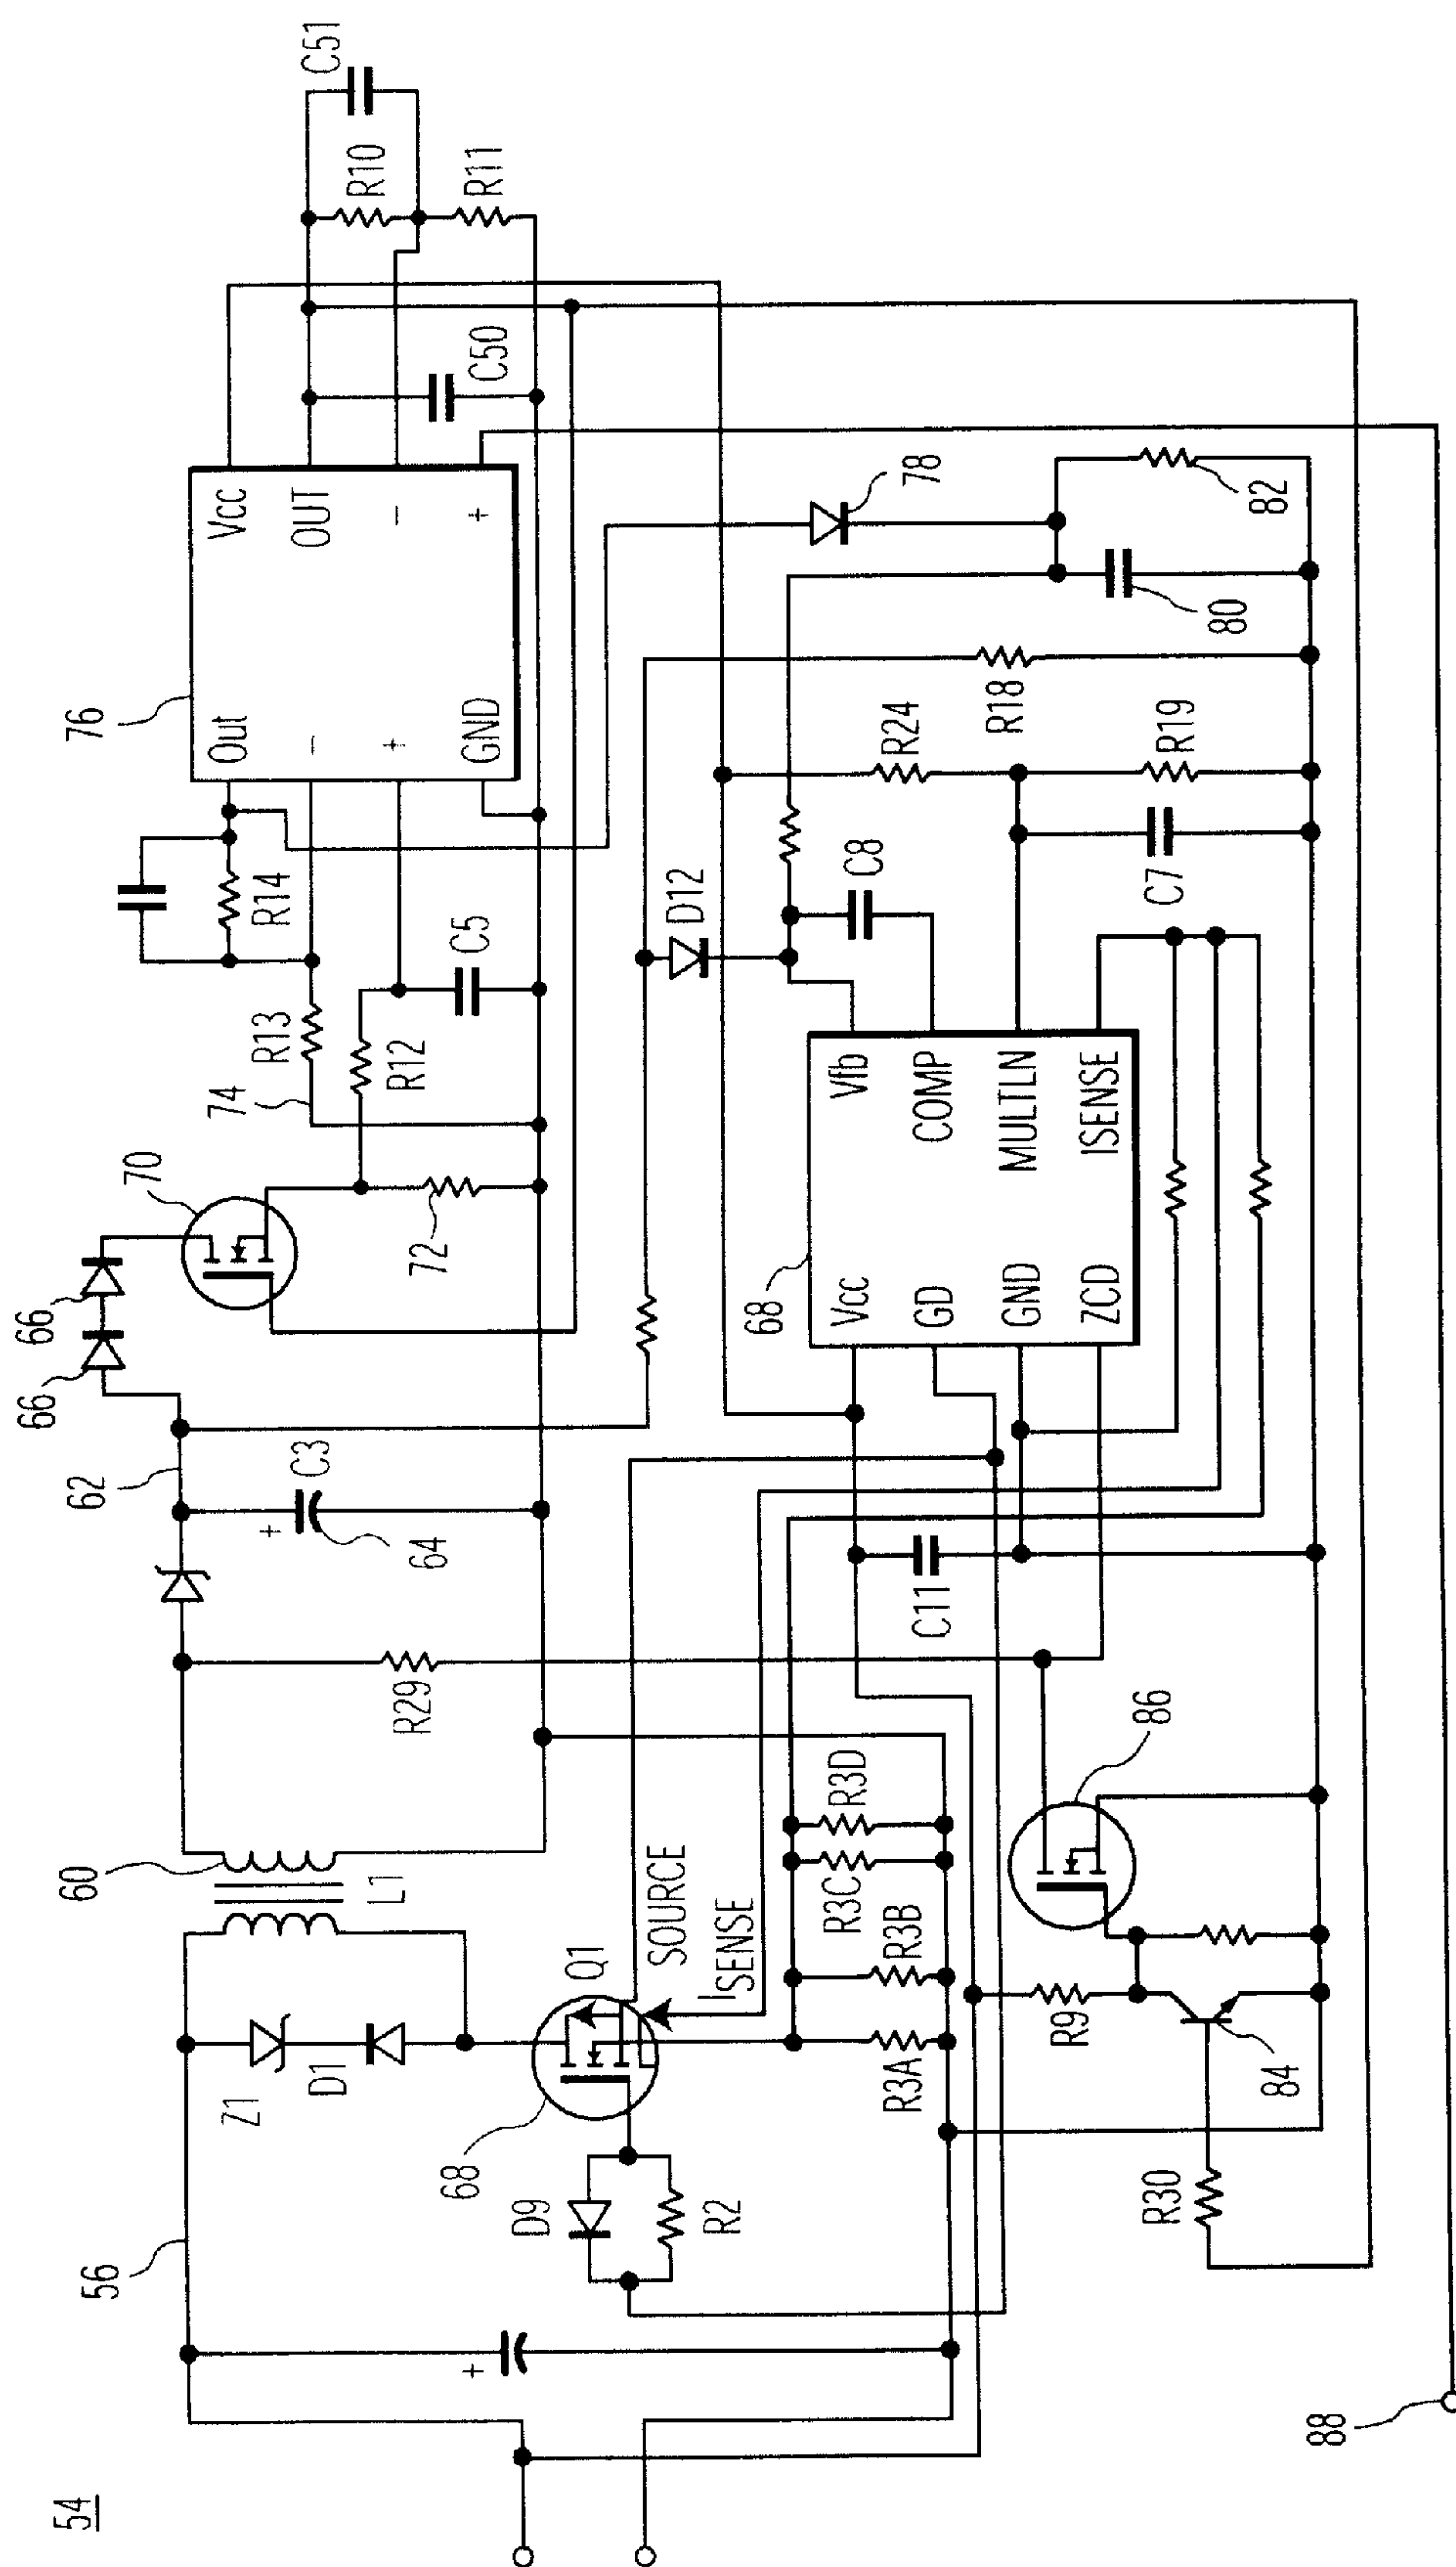 54
56
Z1
D1
60
L1
62
+
C3
64
66
66
70
72
74
R13
R12
R14
C5
76
Out
−
+
GND
Vcc
OUT
−
+
C50
R10
C51
R11
R29
+
D9
R2
68
Q1
SOURCE
ISENSE
R3A
R3B
R3C
R3D
C11
68
Vcc
GD
GND
ZCD
Vfb
COMP
MULTLN
ISENSE
D12
C8
C7
R24
R19
R18
78
80
82
R30
84
R9
86
88